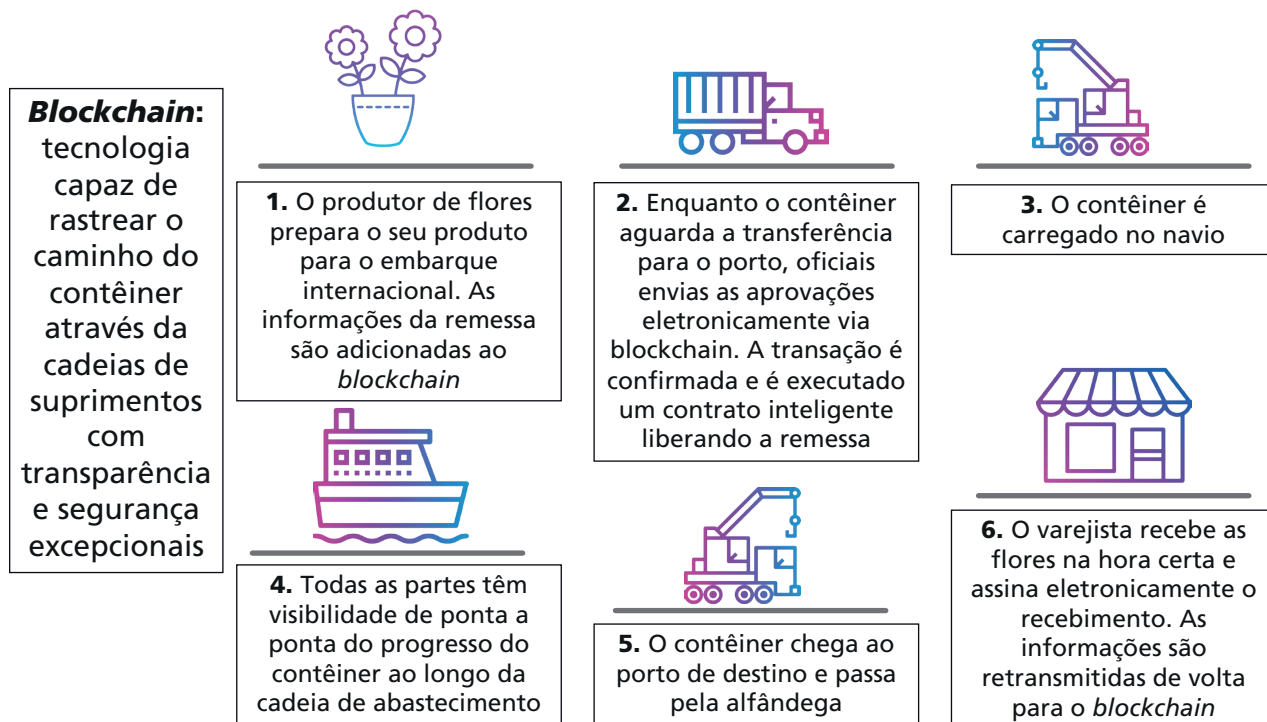 Blockchain:
tecnologia
capaz de
rastrear o
caminho do
contêiner
através da
cadeias de
suprimentos
com
transparência
e segurança
excepcionais
1. O produtor de flores
prepara o seu produto
para o embarque
internacional. As
informações da remessa
são adicionadas ao
blockchain
2. Enquanto o contêiner
aguarda a transferência
para o porto, oficiais
envias as aprovações
eletronicamente via
blockchain. A transação é
confirmada e é executado
um contrato inteligente
liberando a remessa
3. O contêiner é
carregado no navio
4. Todas as partes têm
visibilidade de ponta a
ponta do progresso do
contêiner ao longo da
cadeia de abastecimento
5. O contêiner chega ao
porto de destino e passa
pela alfândega
6. O varejista recebe as
flores na hora certa e
assina eletronicamente o
recebimento. As
informações são
retransmitidas de volta
para o blockchain